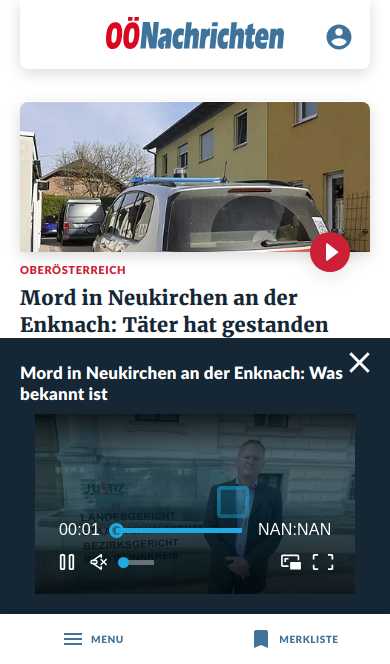 OÖNachrichten
OBERÖSTERREICH
Mord in Neukirchen an der
Enknach: Täter hat gestanden
Mord in Neukirchen an der Enknach: Was
bekannt ist
LANDESGERICHT
BEZIRKSGERICHT
00:01
NAN:NAN
MENU
MERKLISTE